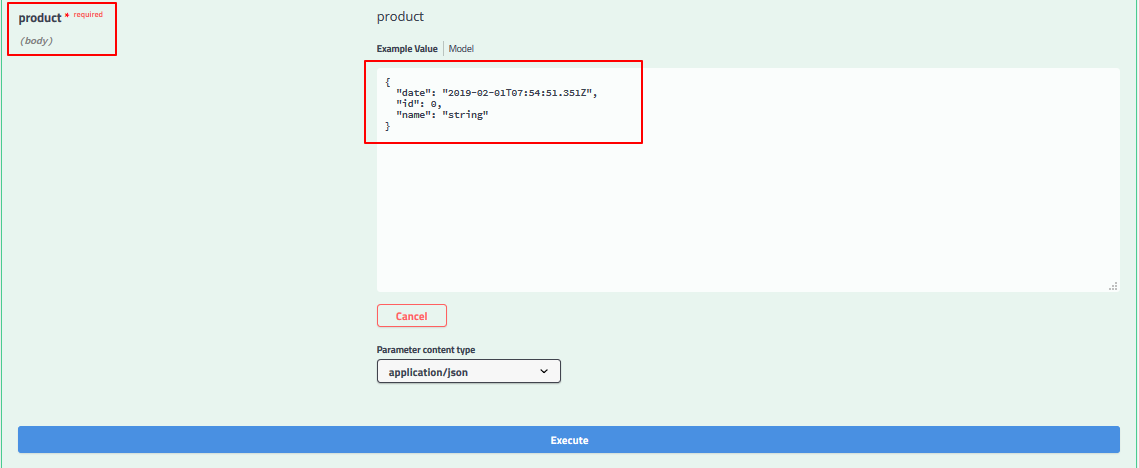 product * required
(body)
product
Example Value Model
{
  "date": "2019-02-01T07:54:51.351Z",
  "id": 0,
  "name": "string"
}
Cancel
Parameter content type
application/json
Execute